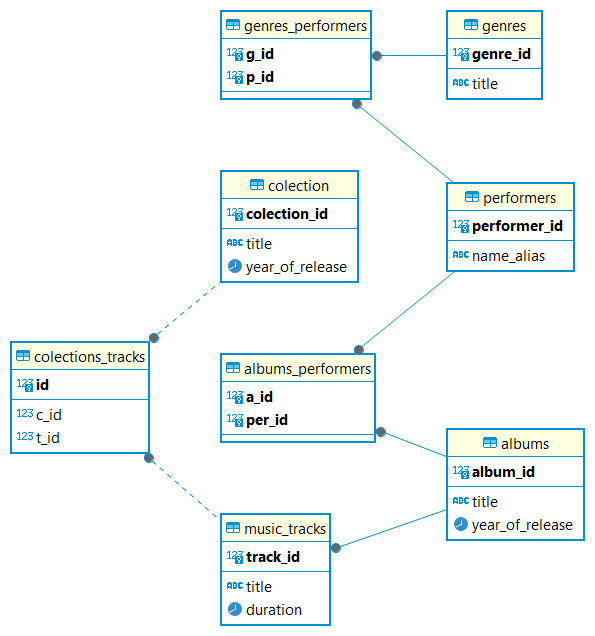 genres_performers
123 g_id
123 p_id
genres
123 genre_id
ABC title
colection
123 colection_id
ABC title
year_of_release
performers
123 performer_id
ABC name_alias
colections_tracks
123 id
123 c_id
123 t_id
albums_performers
123 a_id
123 per_id
albums
123 album_id
ABC title
year_of_release
music_tracks
123 track_id
ABC title
duration